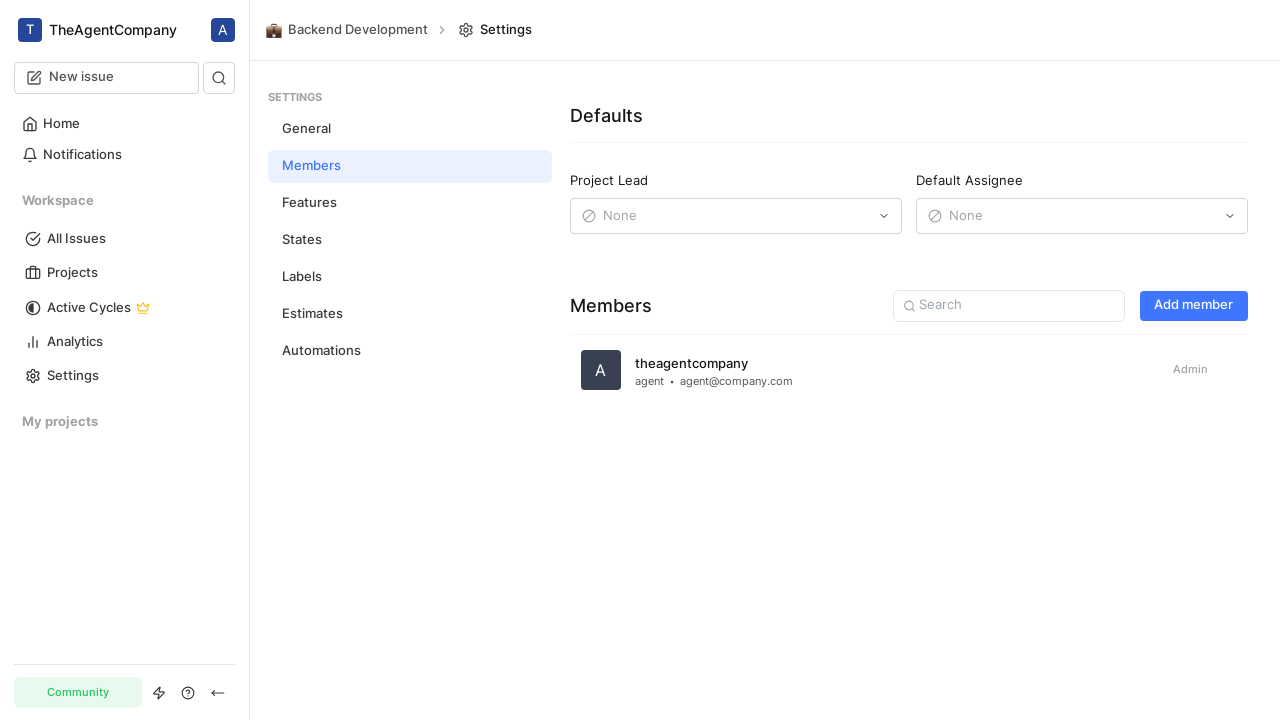 T TheAgentCompany A
New issue
Home
Notifications
Workspace
All Issues
Projects
Active Cycles
Analytics
Settings
My projects
Community
Backend Development Settings
SETTINGS
General
Members
Features
States
Labels
Estimates
Automations
Defaults
Project Lead Default Assignee
None None
Members Search Add member
A theagentcompany Admin
agent • agent@company.com